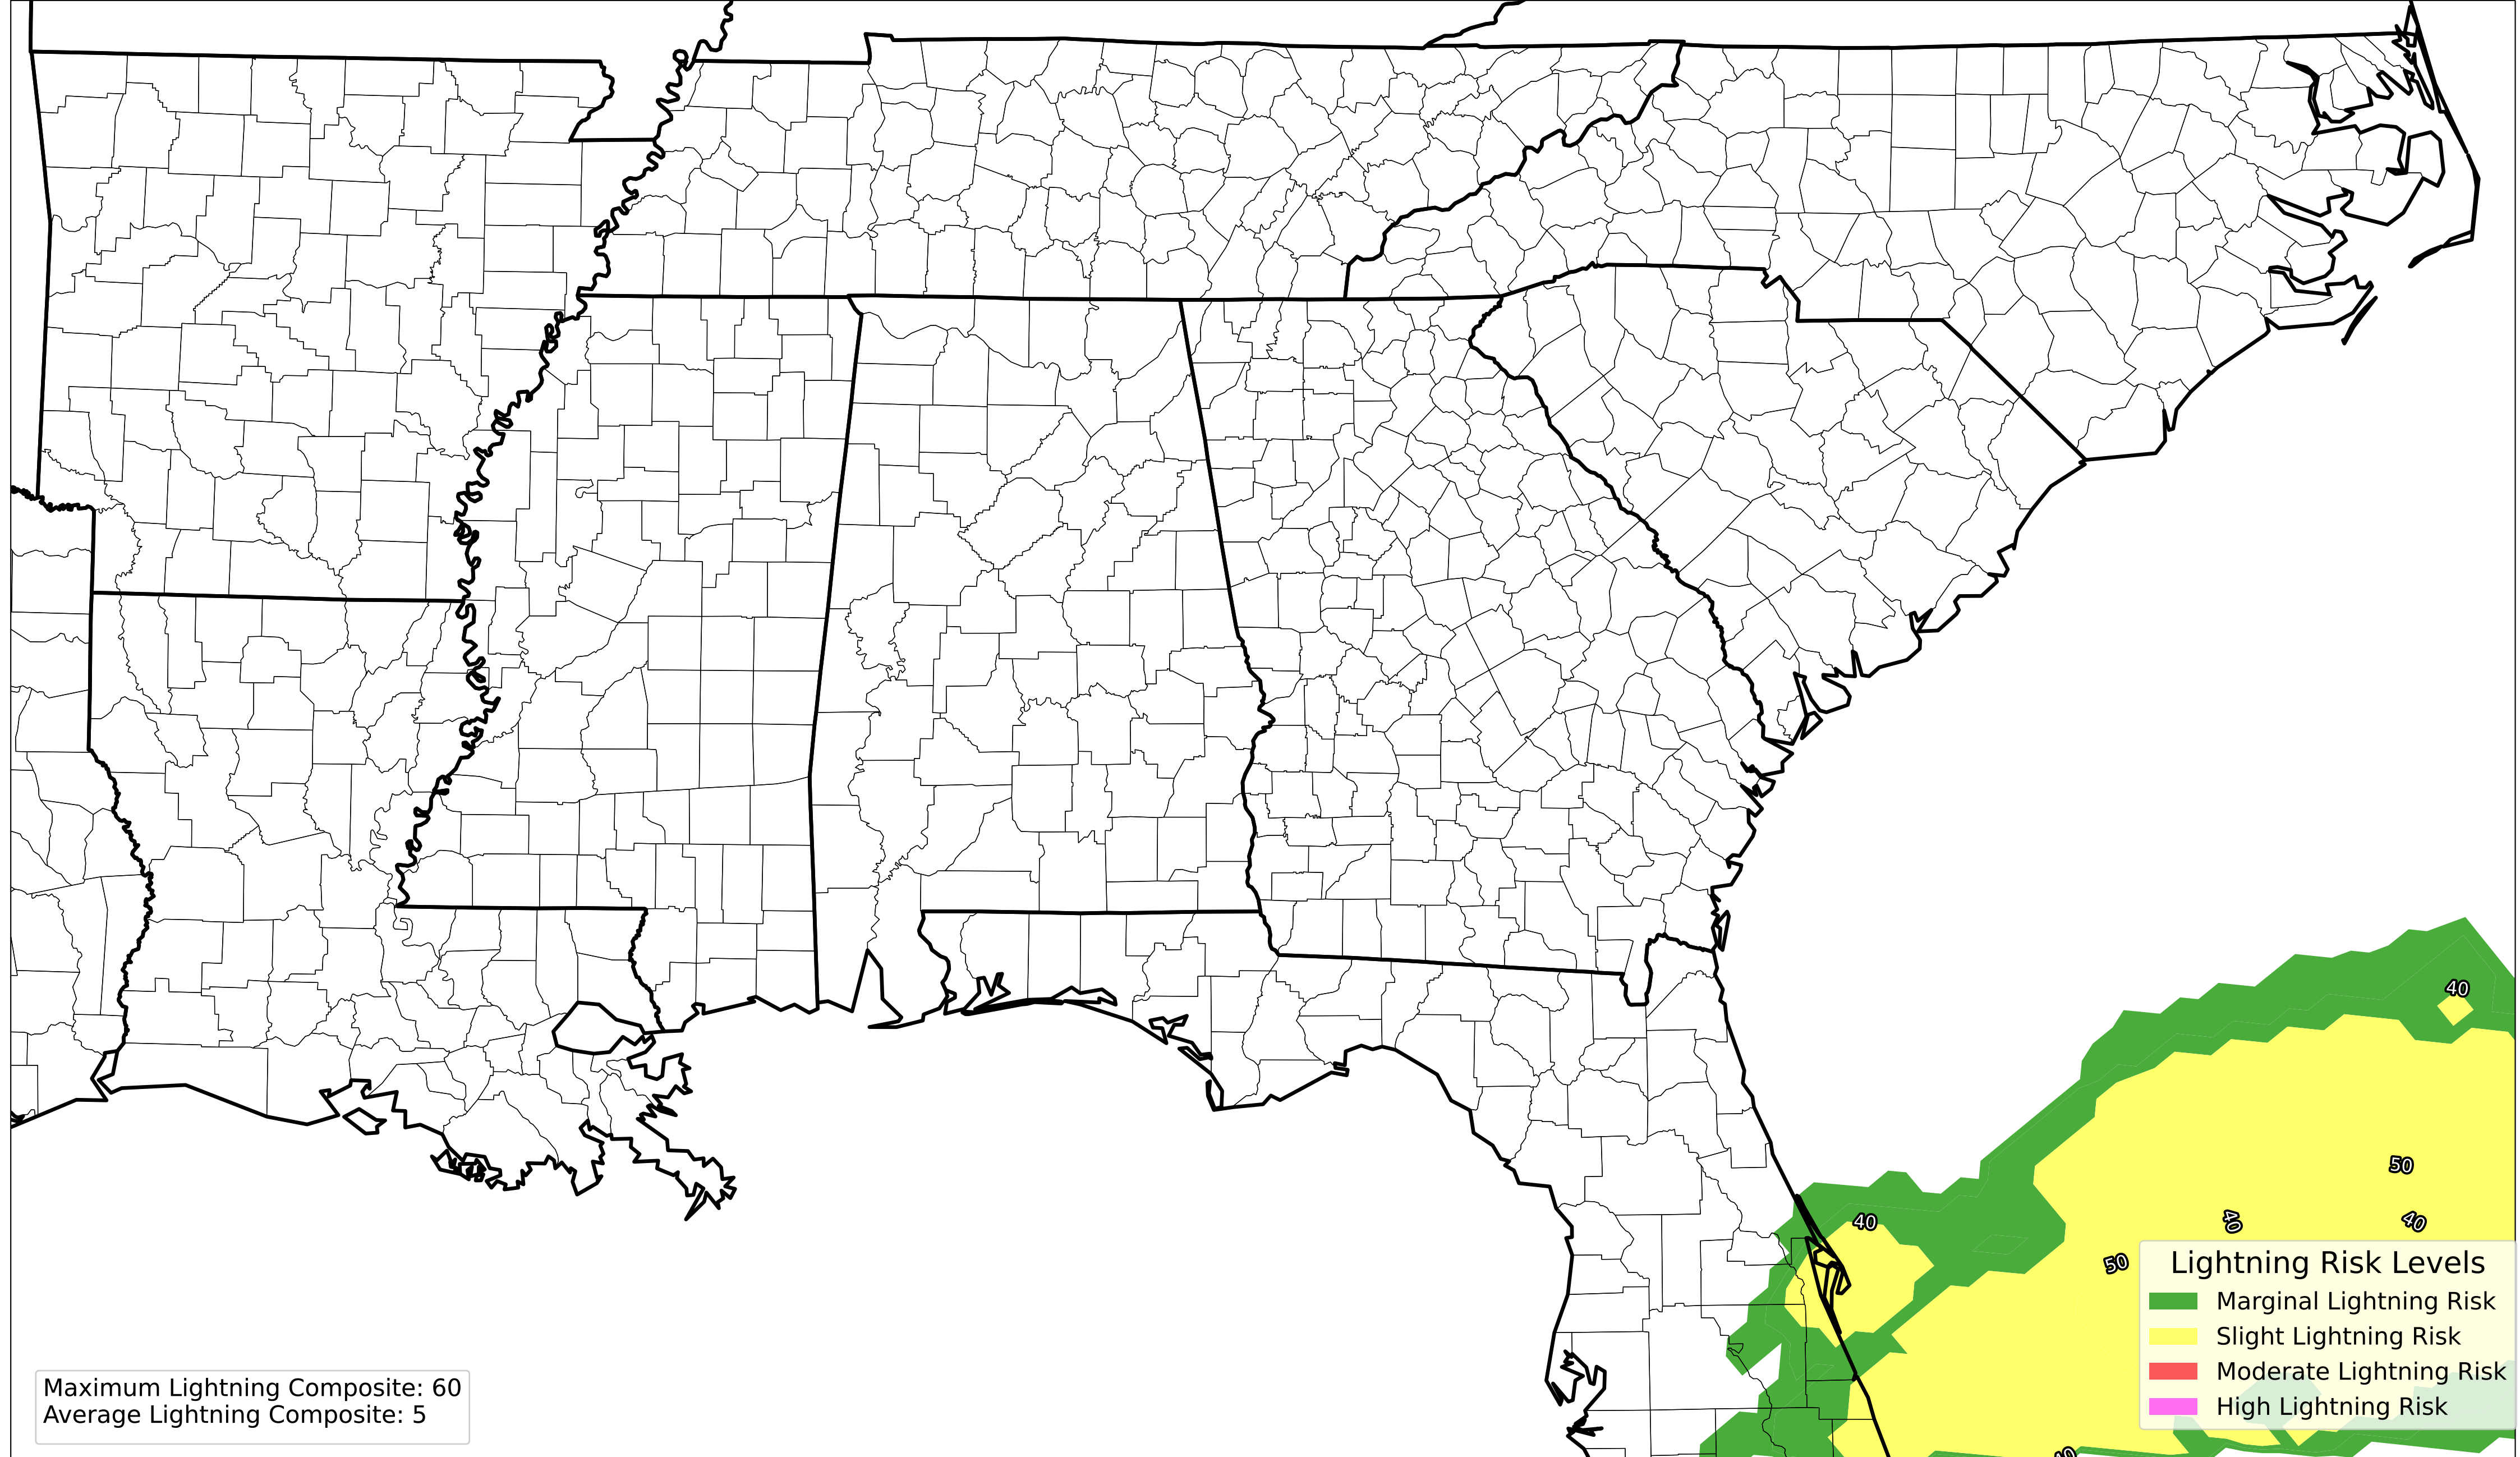 40
50
40
40
40
50
Lightning Risk Levels
Marginal Lightning Risk
Slight Lightning Risk
Moderate Lightning Risk
High Lightning Risk
Maximum Lightning Composite: 60
Average Lightning Composite: 5